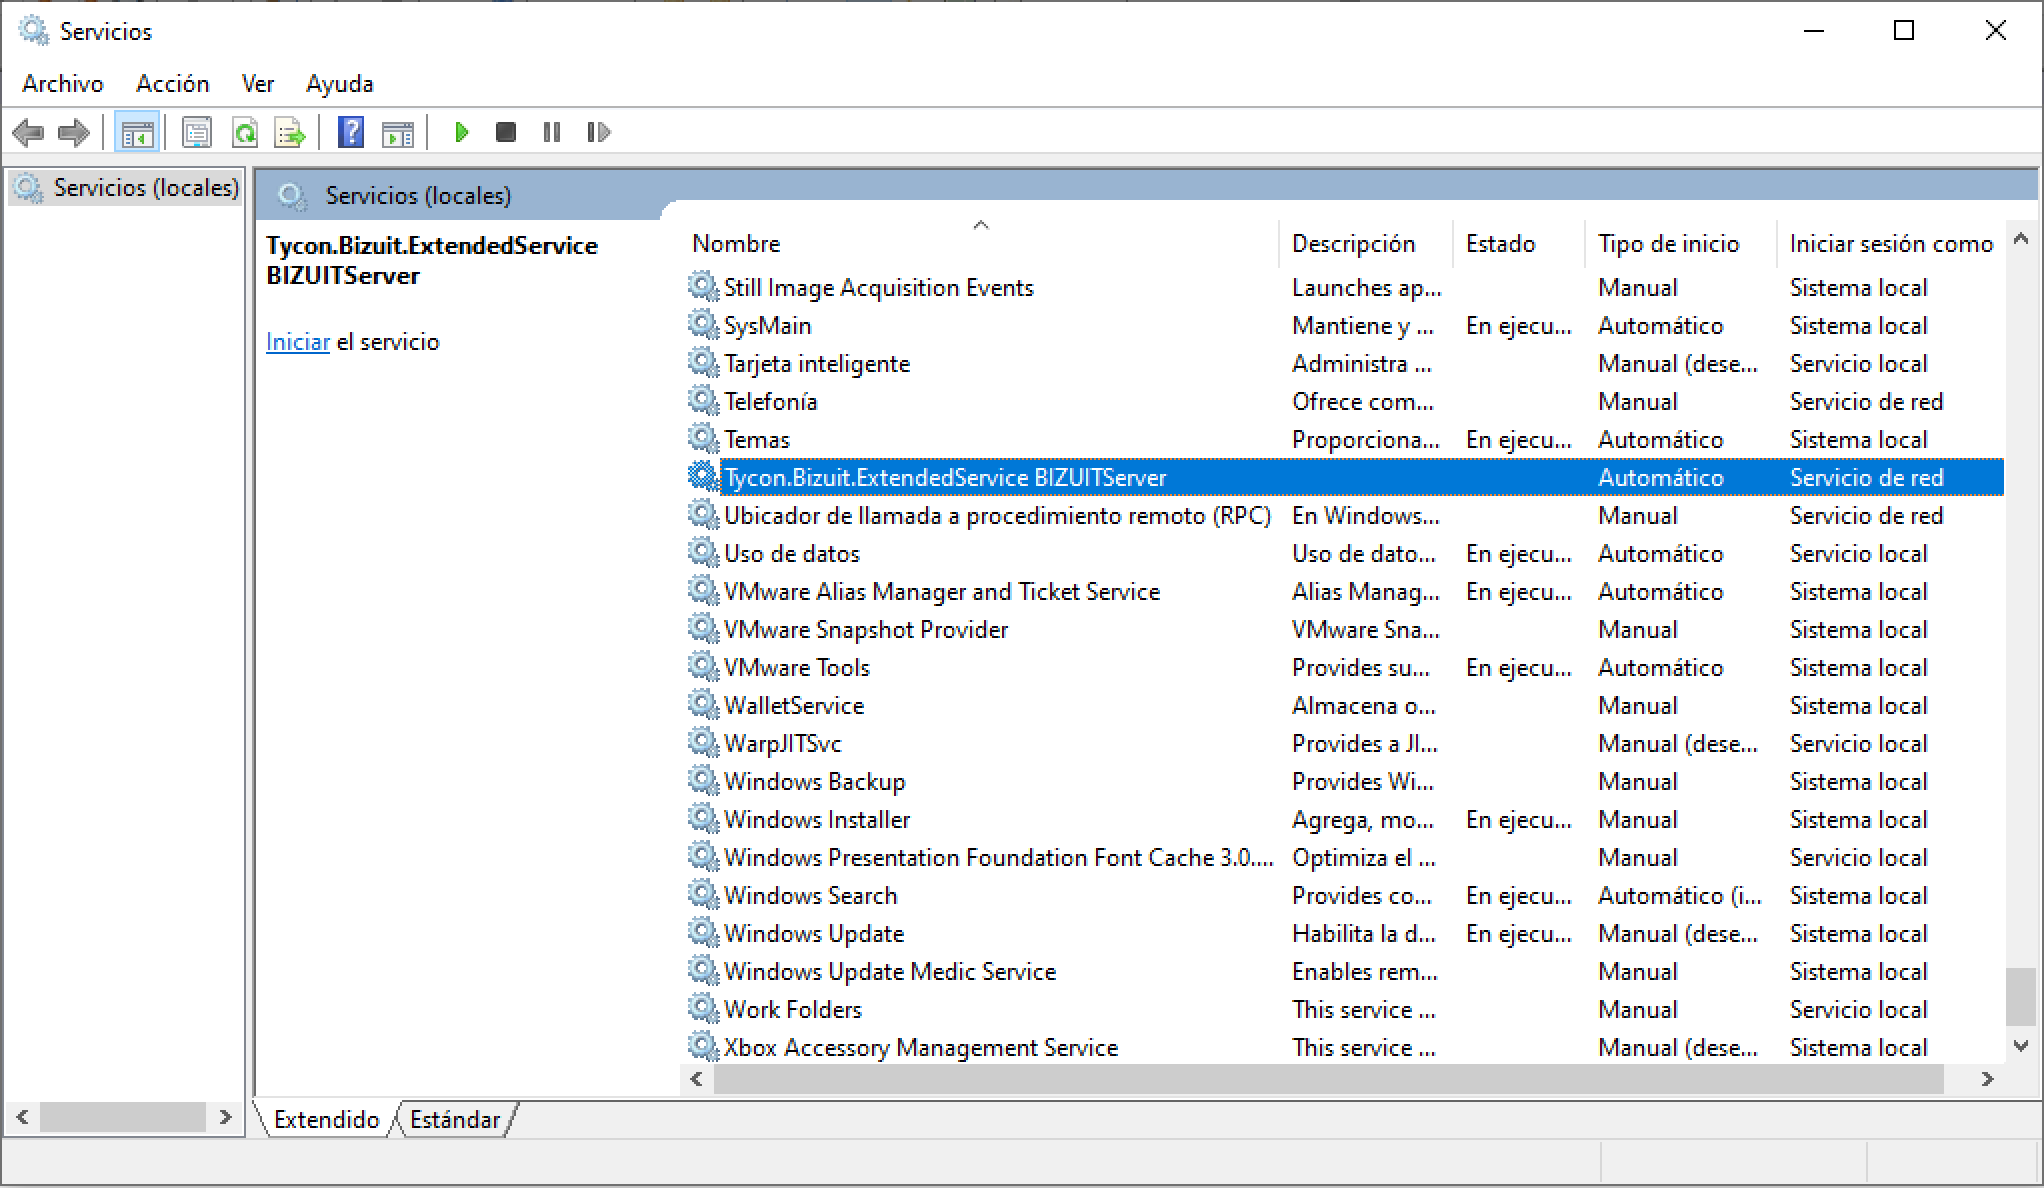 Servicios
Archivo Acción Ver Ayuda
Servicios (locales)
Servicios (locales)
Tycon.Bizuit.ExtendedService
BIZUITServer
Iniciar el servicio
Nombre Descripción Estado Tipo de inicio Iniciar sesión como
Still Image Acquisition Events Launches ap... Manual Sistema local
SysMain Mantiene y ... En ejecu... Automático Sistema local
Tarjeta inteligente Administra ... Manual (dese... Servicio local
Telefonía Ofrece com... Manual Servicio de red
Temas Proporciona... En ejecu... Automático Sistema local
Tycon.Bizuit.ExtendedService BIZUITServer Automático Servicio de red
Ubicador de llamada a procedimiento remoto (RPC) En Windows... Manual Servicio de red
Uso de datos Uso de dato... En ejecu... Automático Servicio local
VMware Alias Manager and Ticket Service Alias Manag... En ejecu... Automático Sistema local
VMware Snapshot Provider VMware Sna... Manual Sistema local
VMware Tools Provides su... En ejecu... Automático Sistema local
WalletService Almacena o... Manual Sistema local
WarpJITSvc Provides a JI... Manual (dese... Servicio local
Windows Backup Provides Wi... Manual Sistema local
Windows Installer Agrega, mo... En ejecu... Manual Sistema local
Windows Presentation Foundation Font Cache 3.0.... Optimiza el ... Manual Servicio local
Windows Search Provides co... En ejecu... Automático (i... Sistema local
Windows Update Habilita la d... En ejecu... Manual (dese... Sistema local
Windows Update Medic Service Enables rem... Manual Sistema local
Work Folders This service ... Manual Servicio local
Xbox Accessory Management Service This service ... Manual (dese... Sistema local
Extendido Estándar